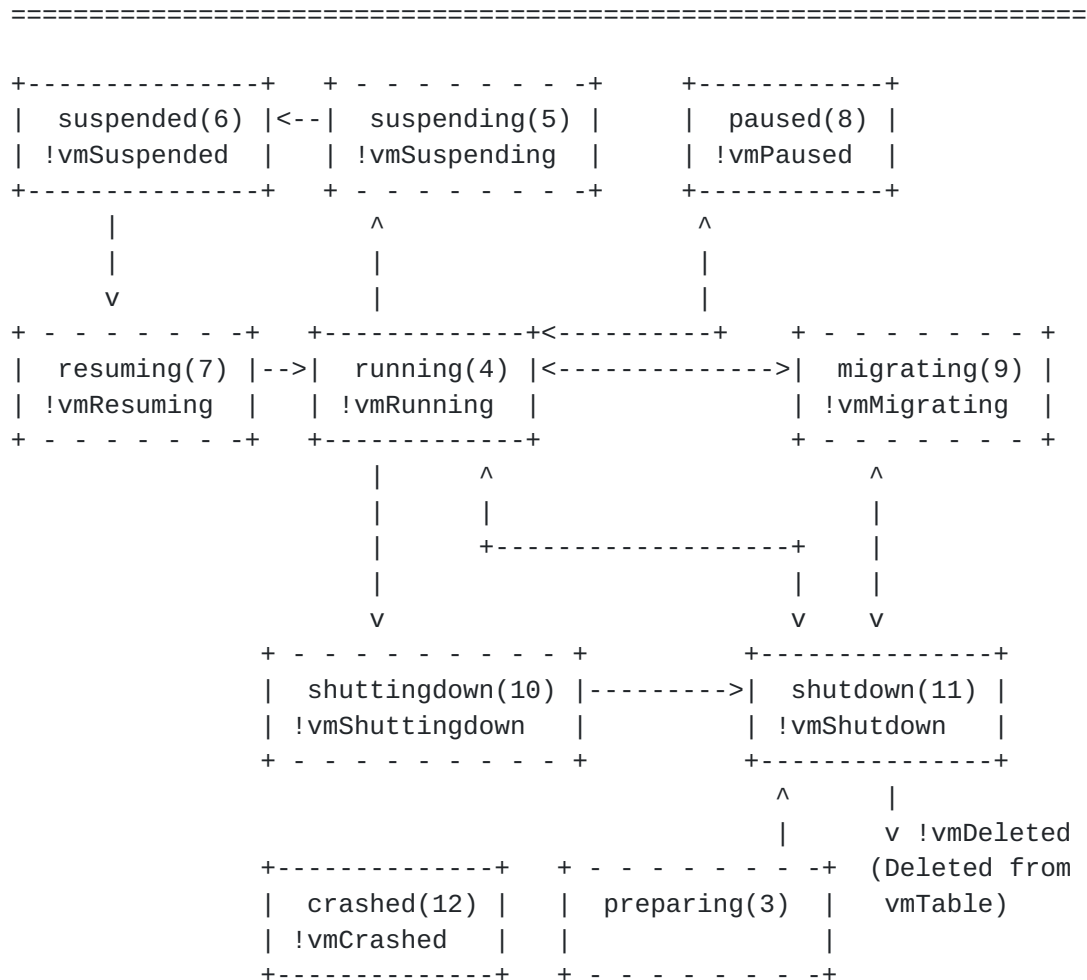 =====================================================================
+---------------+   + - - - - - - - -+     +------------+
|  suspended(6) |<--|  suspending(5) |     |  paused(8) |
| !vmSuspended  |   | !vmSuspending  |     | !vmPaused  |
+---------------+   + - - - - - - - -+     +------------+
      |                ^                    ^
      |                |                    |
      v                |                    |
+ - - - - - - -+   +-------------+<----------+    + - - - - - - - +
|  resuming(7) |-->|  running(4) |<-------------->|  migrating(9) |
| !vmResuming  |   | !vmRunning  |                | !vmMigrating  |
+ - - - - - - -+   +-------------+                + - - - - - - - +
                       |      ^                        ^
                       |      |                        |
                       |      +-------------------+    |
                       |                          |    |
                       v                          v    v
                + - - - - - - - - - - +          +---------------+
                |  shuttingdown(10) |--------->|  shutdown(11) |
                | !vmShuttingdown   |          | !vmShutdown   |
                + - - - - - - - - - - +          +---------------+
                                                 ^      |
                                                 |      v !vmDeleted
                +--------------+   + - - - - - - - -+  (Deleted from
                |  crashed(12) |   |  preparing(3)  |   vmTable)
                | !vmCrashed   |   |                |
                +--------------+   + - - - - - - - -+